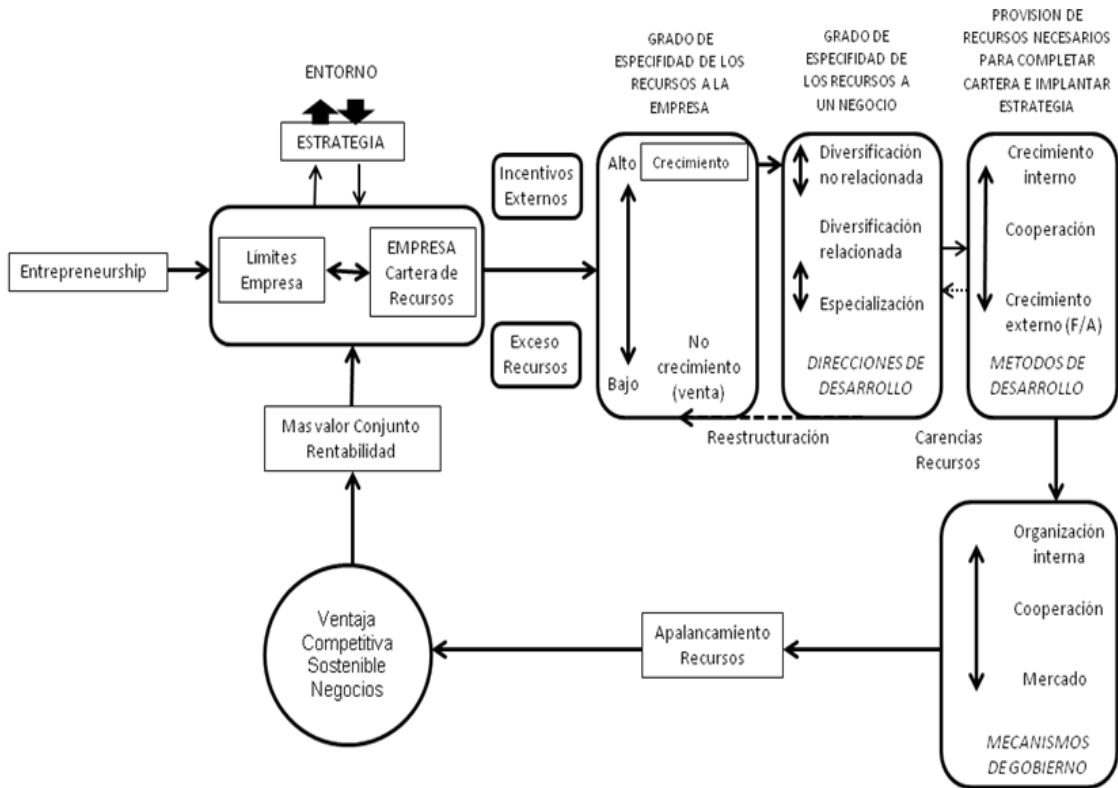 ENTORNO
ESTRATEGIA
Entrepreneurship
Límites
Empresa
EMPRESA
Cartera de
Recursos
Incentivos
Externos
Exceso
Recursos
GRADO DE
ESPECIFIDAD DE LOS
RECURSOS A LA
EMPRESA
Alto
Crecimiento
Bajo
No
crecimiento
(venta)
GRADO DE
ESPECIFIDAD DE
LOS RECURSOS A
UN NEGOCIO
Diversificación
no relacionada
Diversificación
relacionada
Especialización
DIRECCIONES DE
DESARROLLO
PROVISION DE
RECURSOS NECESARIOS
PARA COMPLETAR
CARTERA E IMPLANTAR
ESTRATEGIA
Crecimiento
interno
Cooperación
Crecimiento
externo (F/A)
METODOS DE
DESARROLLO
Reestructuración
Carencias
Recursos
Organización
interna
Cooperación
Mercado
MECANISMOS
DE GOBIERNO
Apalancamiento
Recursos
Ventaja
Competitiva
Sostenible
Negocios
Mas valor Conjunto
Rentabilidad